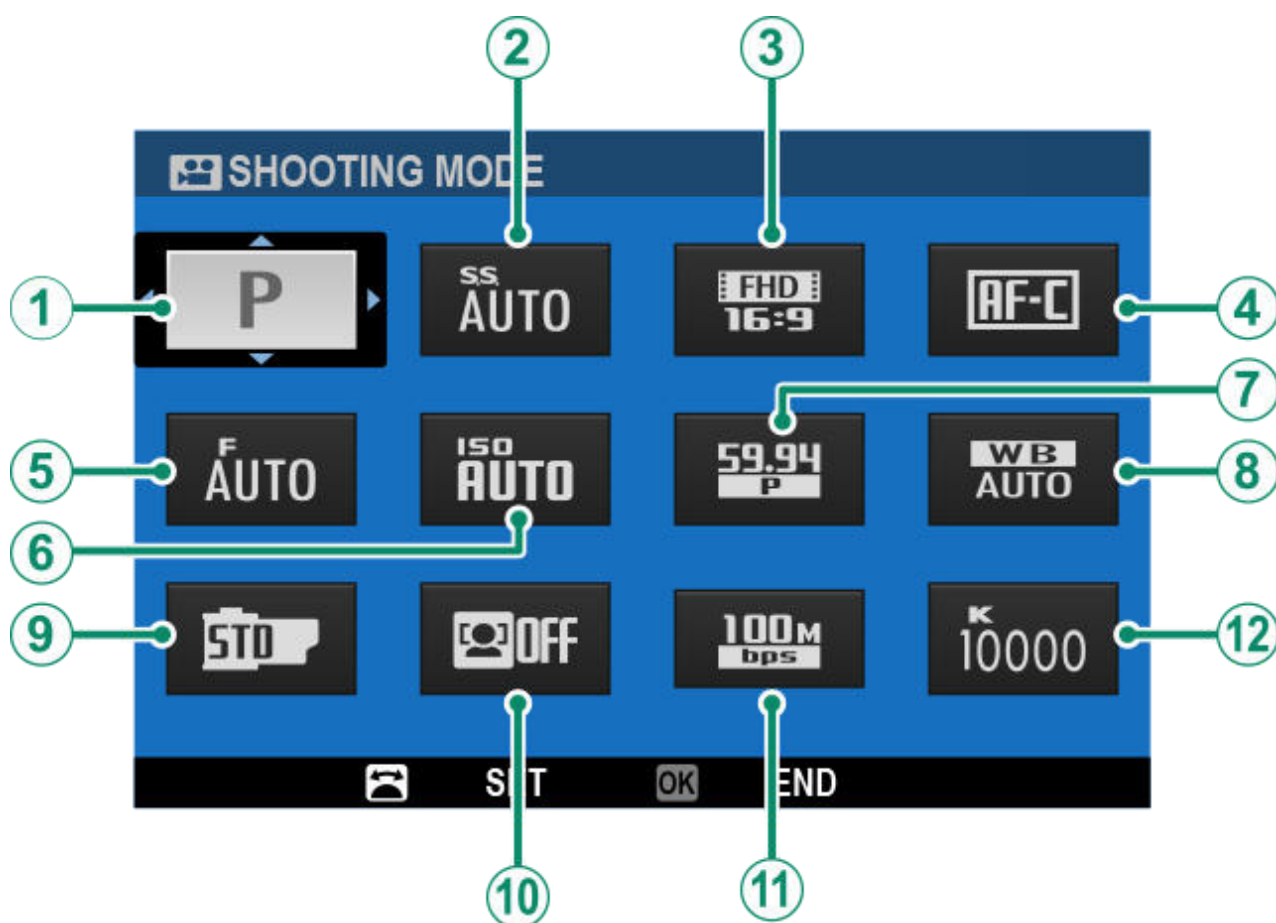 2
3
SHOOTING MODE
1
P
S.S.
AUTO
FHD
16:9
AF-C
4
7
5
F
AUTO
ISO
AUTO
59.94
P
WB
AUTO
8
6
9
STD
OFF
100M
bps
K
10000
12
SET
OK
END
10
11